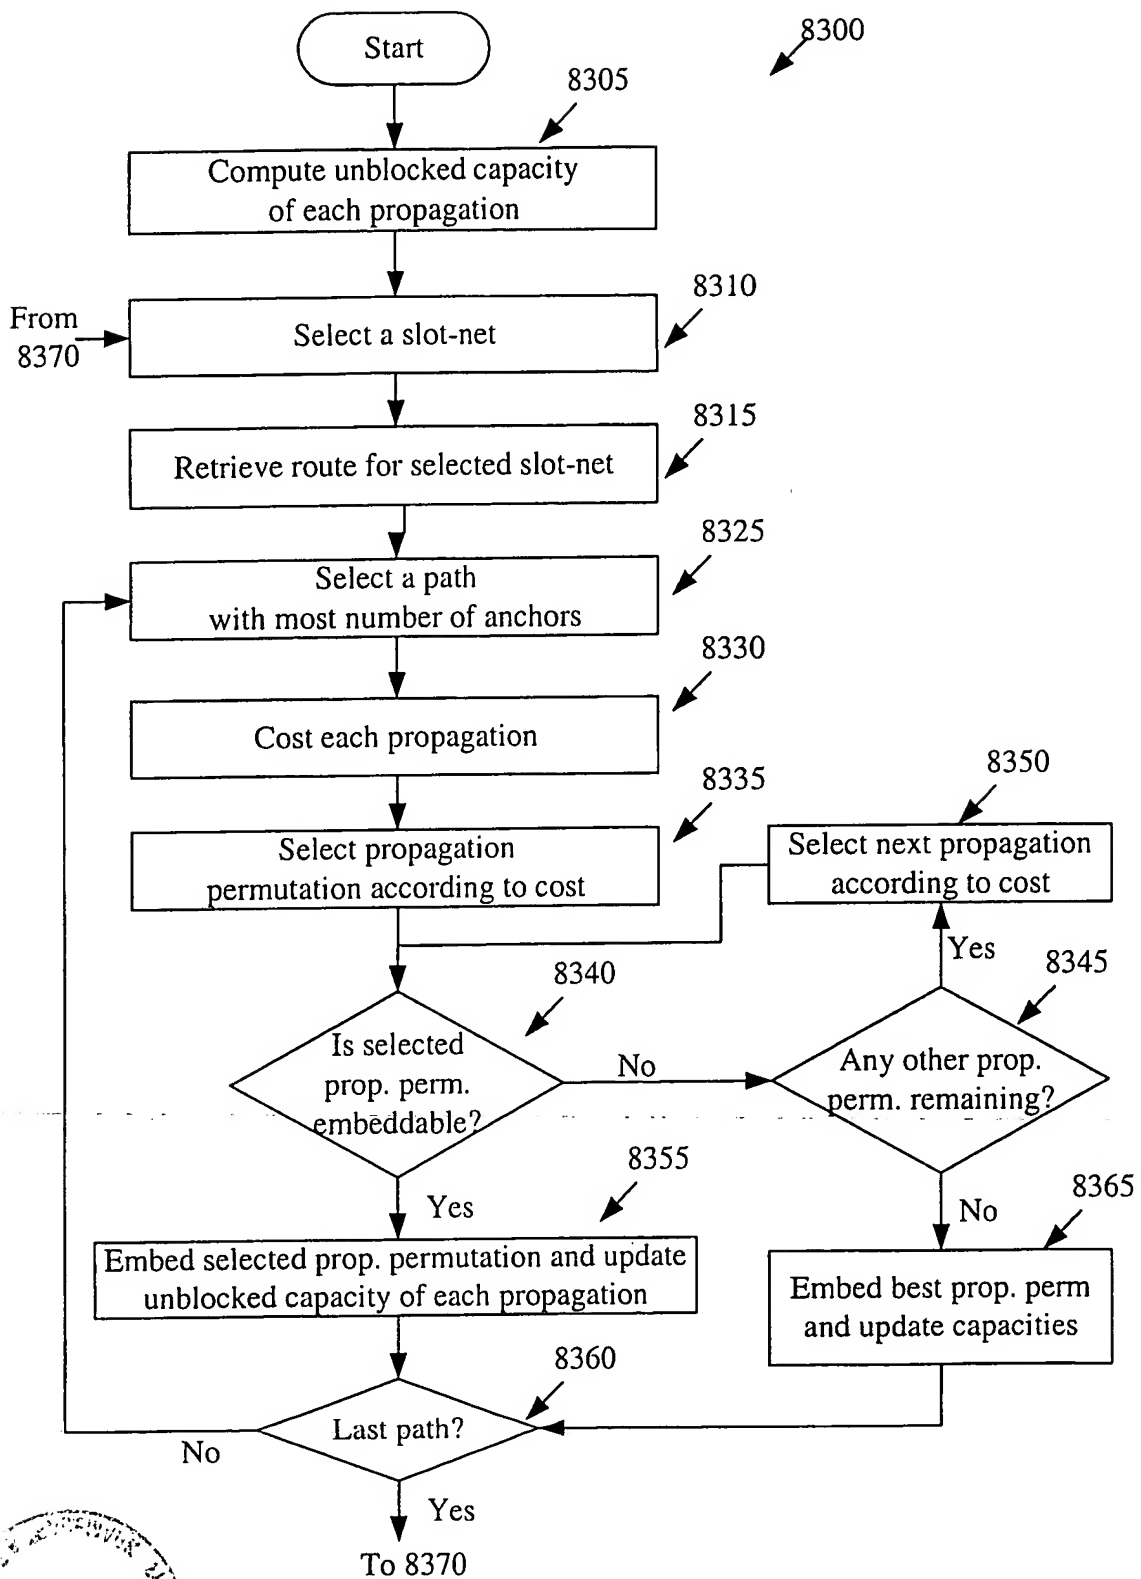 Start
8300
8305
Compute unblocked capacity
of each propagation
8310
From
8370
Select a slot-net
8315
Retrieve route for selected slot-net
8325
Select a path
with most number of anchors
8330
Cost each propagation
8335
8350
Select propagation
permutation according to cost
Select next propagation
according to cost
Yes
8340
8345
Is selected
prop. perm.
embeddable?
No
Any other prop.
perm. remaining?
8355
Yes
8365
No
Embed selected prop. permutation and update
unblocked capacity of each propagation
Embed best prop. perm
and update capacities
8360
Last path?
No
Yes
To 8370